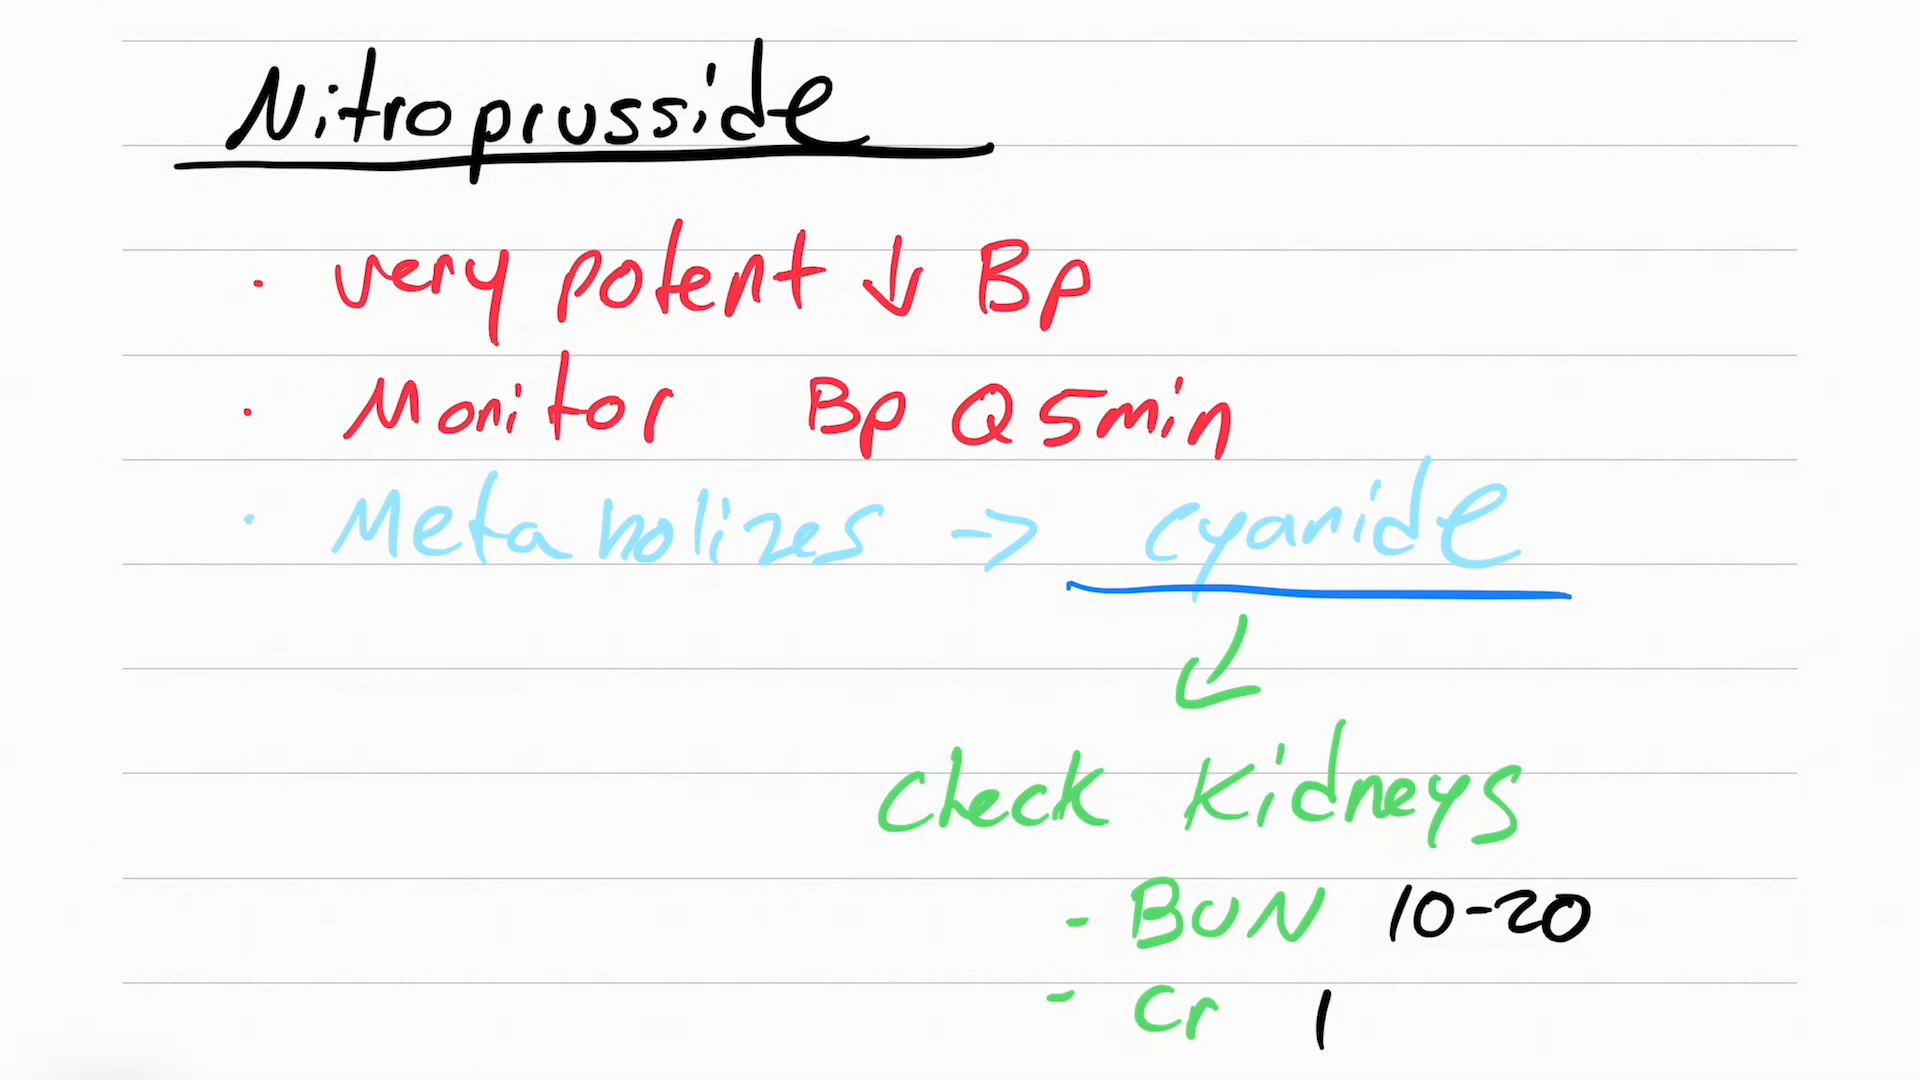 Nitroprusside
· very potent ↓ Bp
· Monitor Bp Q5min
· Metabolizes -> cyanide
↓
Check Kidneys
- BUN 10-20
- Cr 1